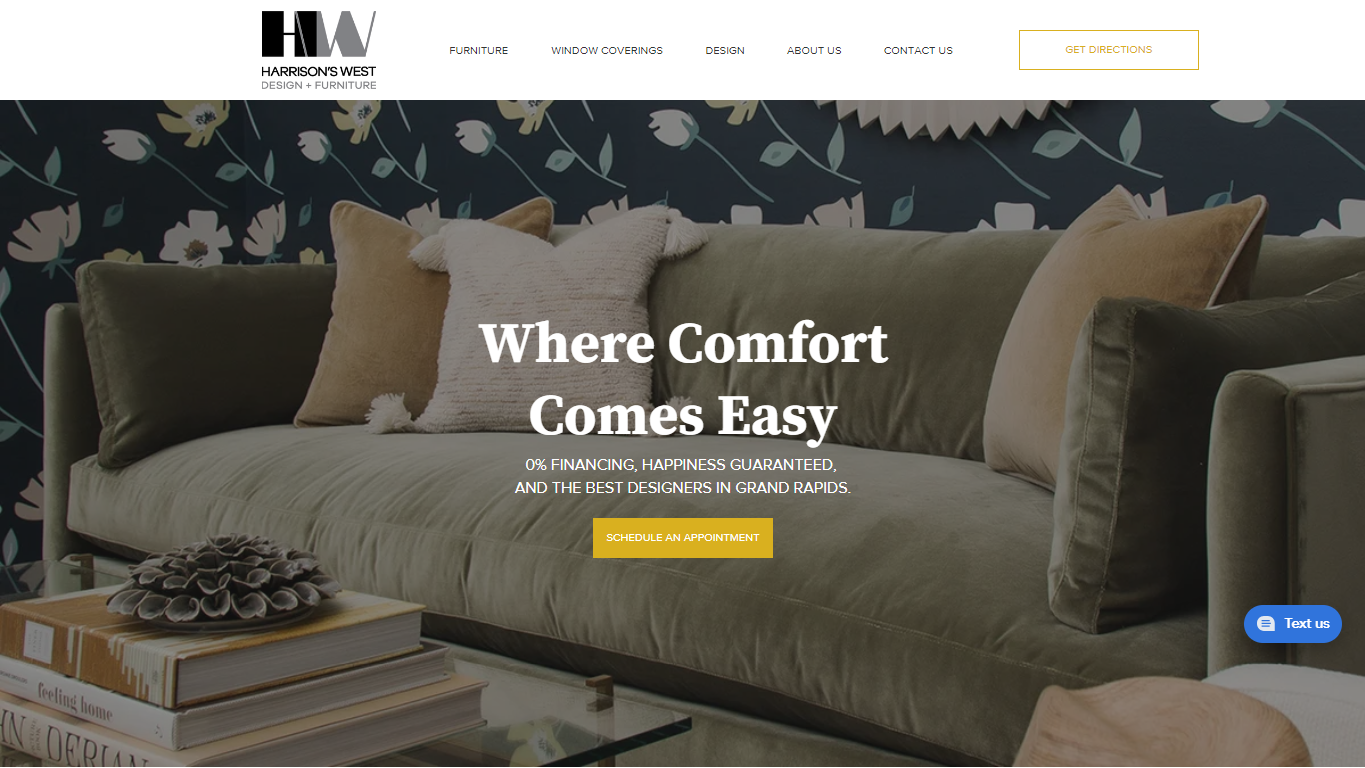 HW
HARRISON'S WEST
DESIGN + FURNITURE
FURNITURE
WINDOW COVERINGS
DESIGN
ABOUT US
CONTACT US
GET DIRECTIONS
Where Comfort
Comes Easy
0% FINANCING, HAPPINESS GUARANTEED,
AND THE BEST DESIGNERS IN GRAND RAPIDS.
SCHEDULE AN APPOINTMENT
Text us
feeling home
DERIAN